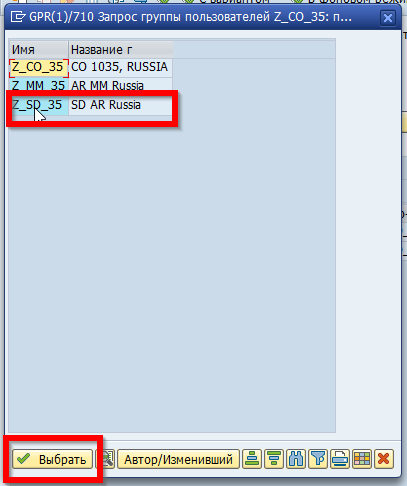 GPR(1)/710 Запрос группы пользователей Z_CO_35: п...
Имя Название г
Z_CO_35 CO 1035, RUSSIA
Z_MM_35 AR MM Russia
Z_SD_35 SD AR Russia
Выбрать Автор/Изменивший